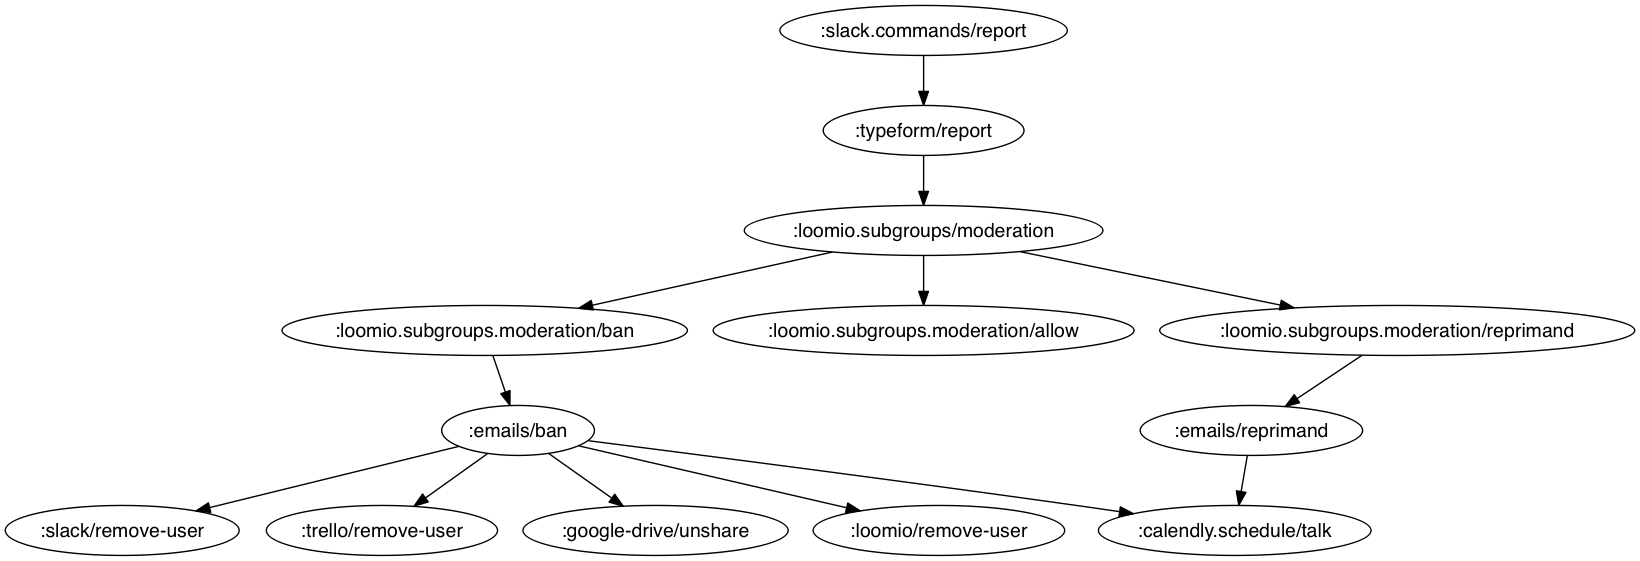 :slack.commands/report
:typeform/report
:loomio.subgroups/moderation
:loomio.subgroups.moderation/ban
:loomio.subgroups.moderation/allow
:loomio.subgroups.moderation/reprimand
:emails/ban
:emails/reprimand
:slack/remove-user
:trello/remove-user
:google-drive/unshare
:loomio/remove-user
:calendly.schedule/talk